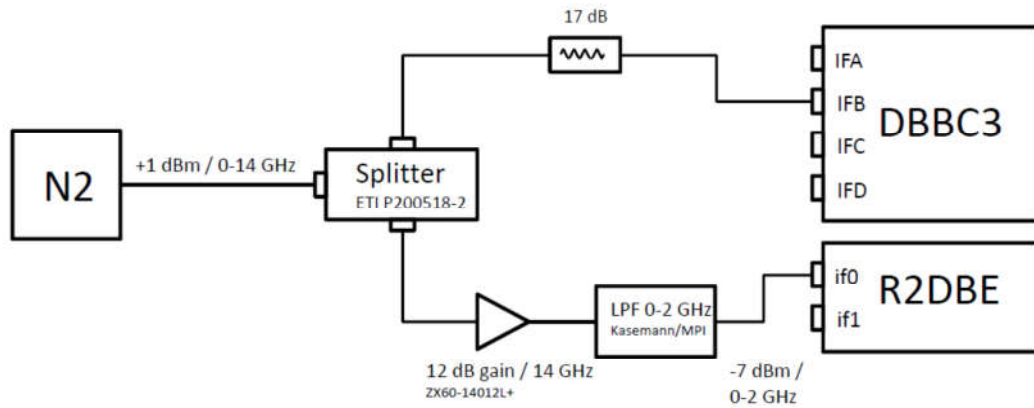 17 dB
IFA
IFB
IFC
IFD
DBBC3
N2
+1 dBm / 0-14 GHz
Splitter
ETI P200518-2
12 dB gain / 14 GHz
ZX60-14012L+
LPF 0-2 GHz
Kasemann/MPI
-7 dBm /
0-2 GHz
if0
if1
R2DBE